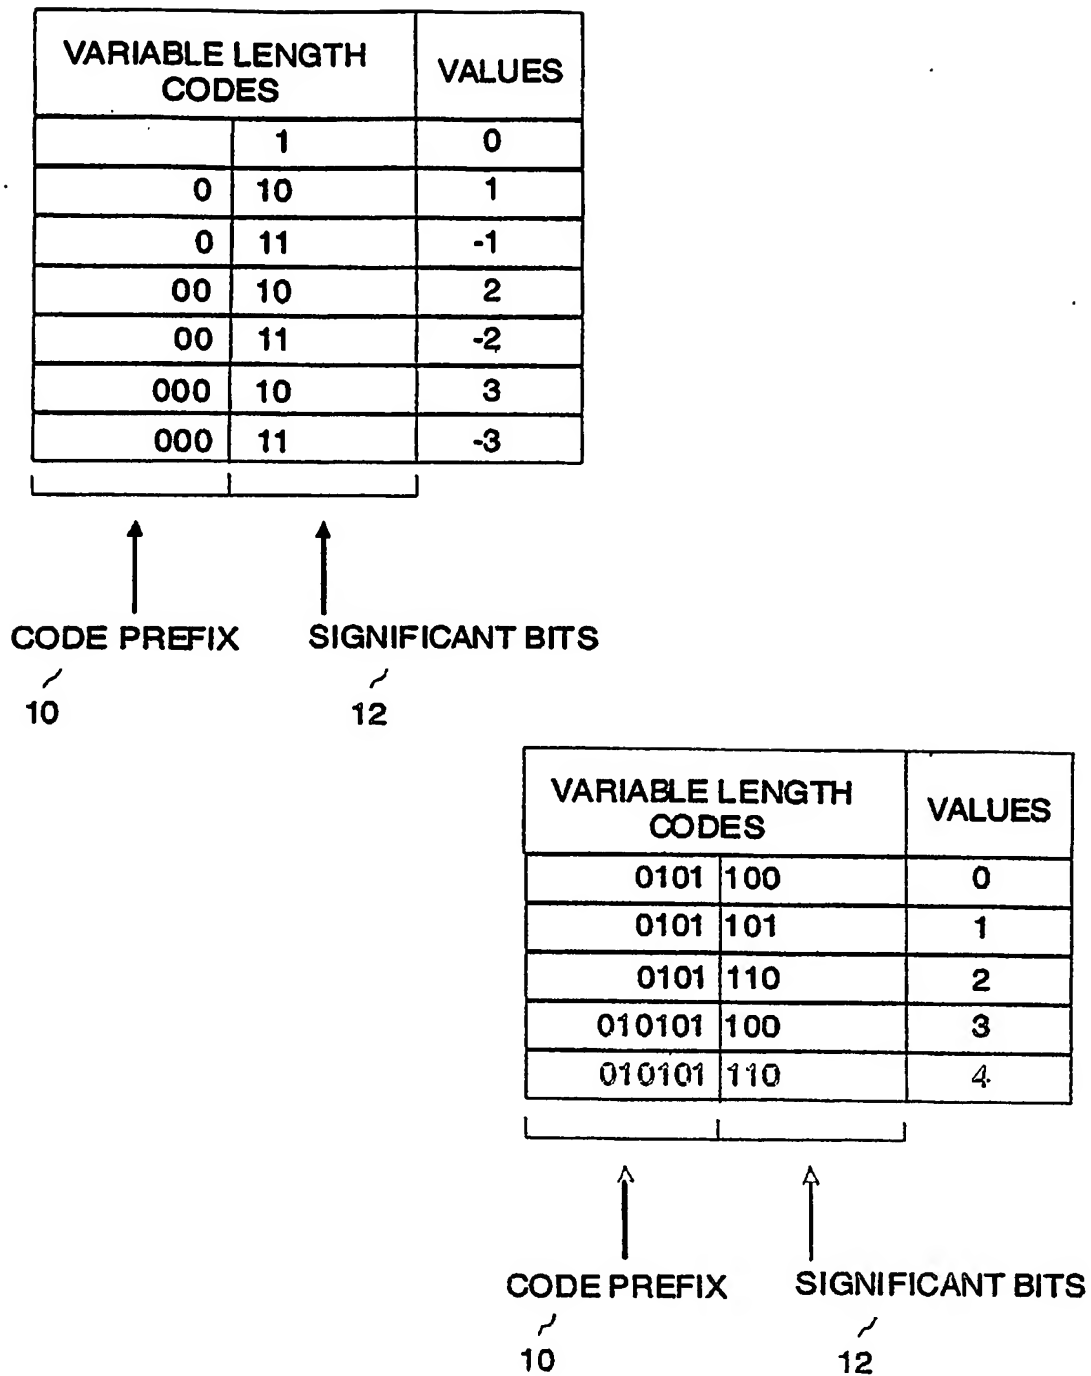 VARIABLE LENGTH CODES VALUES
1 0
0 10 1
0 11 -1
00 10 2
00 11 -2
000 10 3
000 11 -3
CODE PREFIX SIGNIFICANT BITS
10 12
VARIABLE LENGTH CODES VALUES
0101 100 0
0101 101 1
0101 110 2
010101 100 3
010101 110 4
CODE PREFIX SIGNIFICANT BITS
10 12